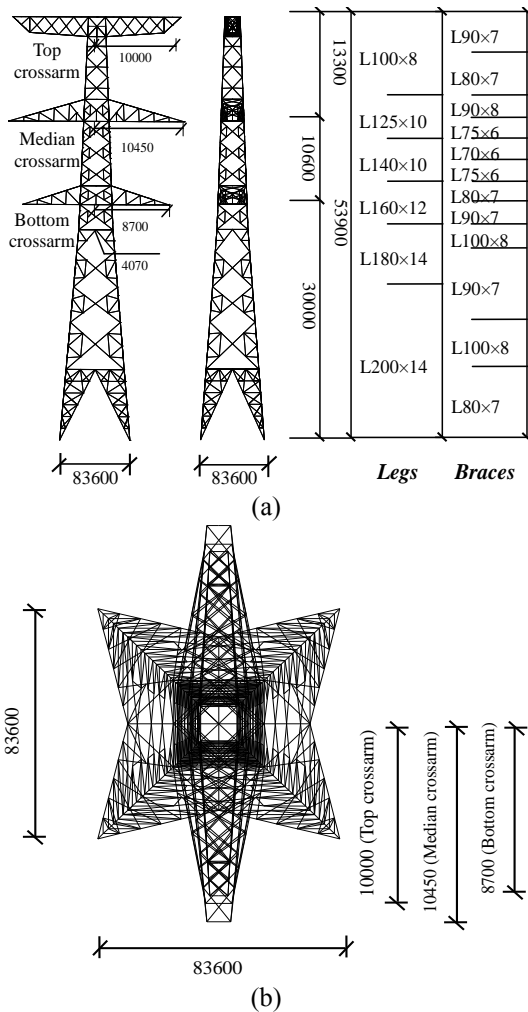 Top
crossarm
10000
Median
crossarm
10450
Bottom
crossarm
8700
4070
83600
83600
13300
10600
30000
53900
L100×8
L125×10
L140×10
L160×12
L180×14
L200×14
L90×7
L80×7
L90×8
L75×6
L70×6
L75×6
L80×7
L90×7
L100×8
L90×7
L100×8
L80×7
Legs
Braces
(a)
83600
83600
10000 (Top crossarm)
10450 (Median crossarm)
8700 (Bottom crossarm)
(b)